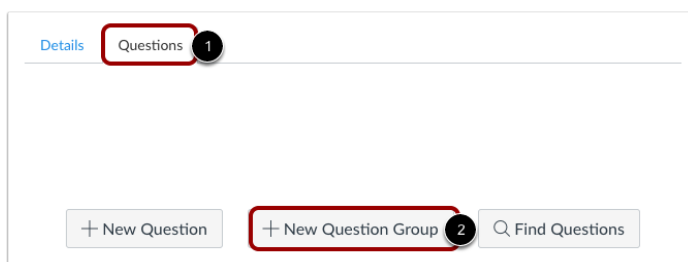 Details Questions 1
+ New Question + New Question Group 2 Find Questions